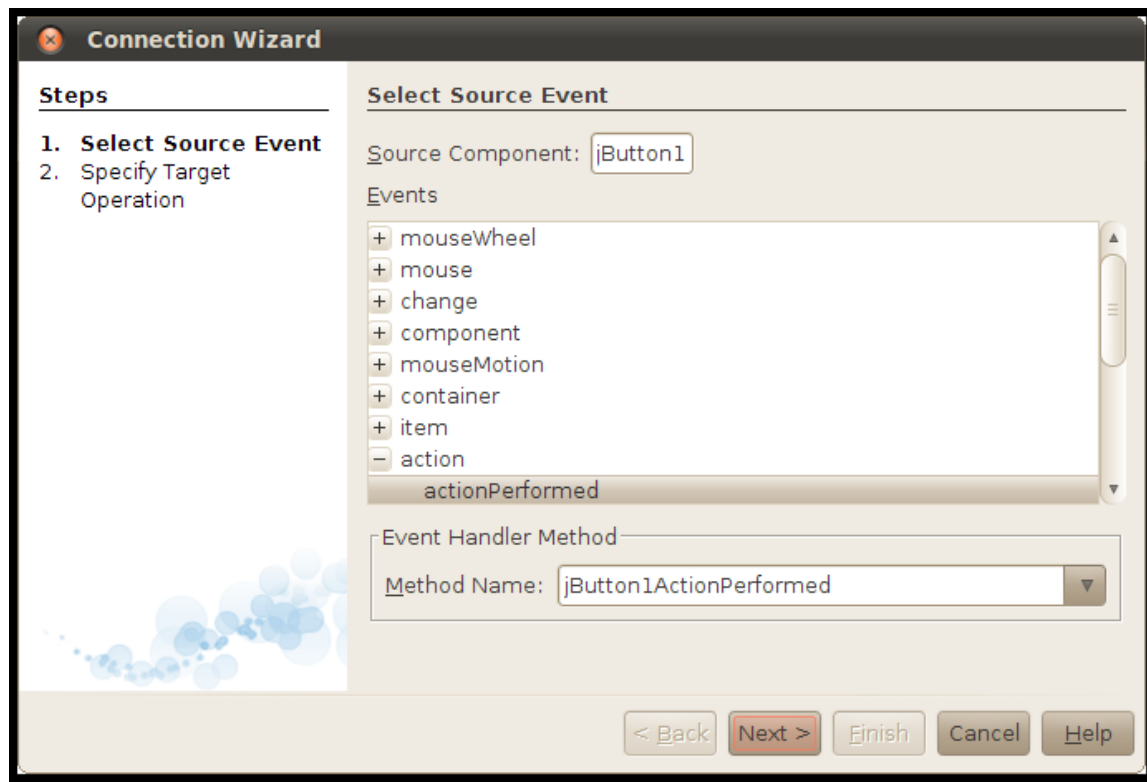 Connection Wizard
Steps
1. Select Source Event
2. Specify Target
Operation
Select Source Event
Source Component: jButton1
Events
mouseWheel
mouse
change
component
mouseMotion
container
item
action
actionPerformed
Event Handler Method
Method Name: jButton1ActionPerformed
< Back Next > Finish Cancel Help